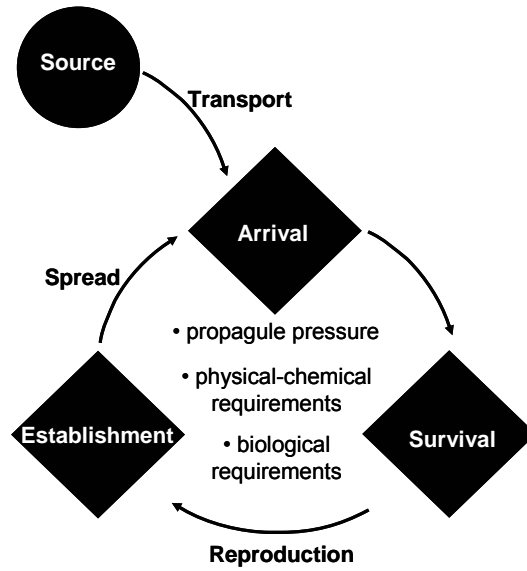 Source
Transport
Arrival
Spread
• propagule pressure
• physical-chemical
requirements
• biological
requirements
Establishment
Survival
Reproduction